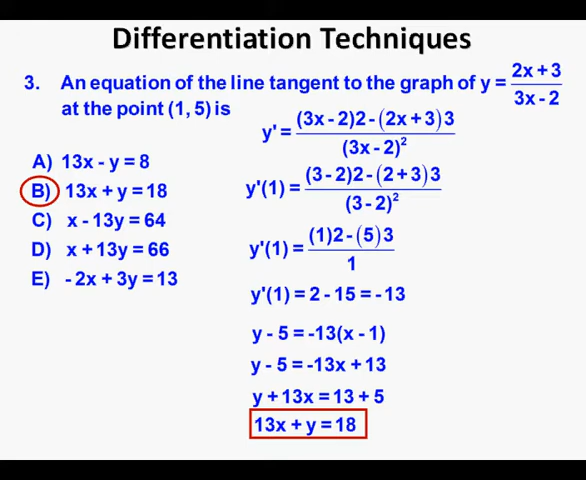 Differentiation Techniques
3. An equation of the line tangent to the graph of y = (2x + 3)/(3x - 2)
at the point (1, 5) is
A) 13x - y = 8
B) 13x + y = 18
C) x - 13y = 64
D) x + 13y = 66
E) - 2x + 3y = 13
y' = ((3x - 2)2 - (2x + 3)3)/(3x - 2)²
y'(1) = ((3 - 2)2 - (2 + 3)3)/(3 - 2)²
y'(1) = ((1)2 - (5)3)/1
y'(1) = 2 - 15 = -13
y - 5 = -13(x - 1)
y - 5 = -13x + 13
y + 13x = 13 + 5
13x + y = 18